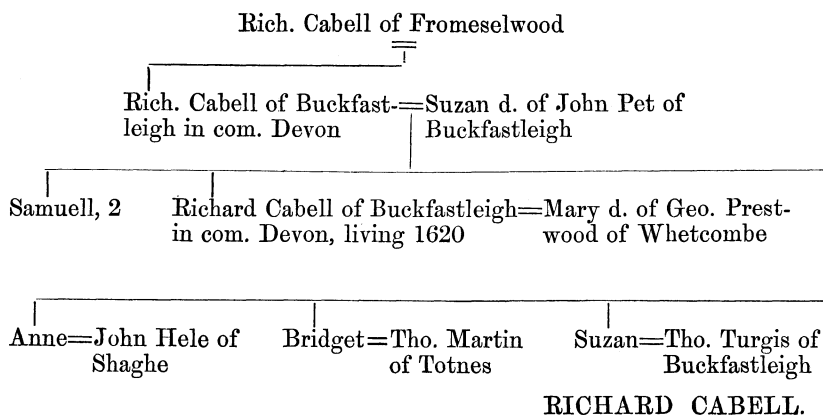 Rich. Cabell of Fromeselwood
Rich. Cabell of Buckfast-=Suzan d. of John Pet of
leigh in com. Devon Buckfastleigh
Samuell, 2 Richard Cabell of Buckfastleigh=Mary d. of Geo. Prest-
in com. Devon, living 1620 wood of Whetcombe
Anne=John Hele of Bridget=Tho. Martin Suzan=Tho. Turgis of
Shaghe of Totnes Buckfastleigh
RICHARD CABELL.